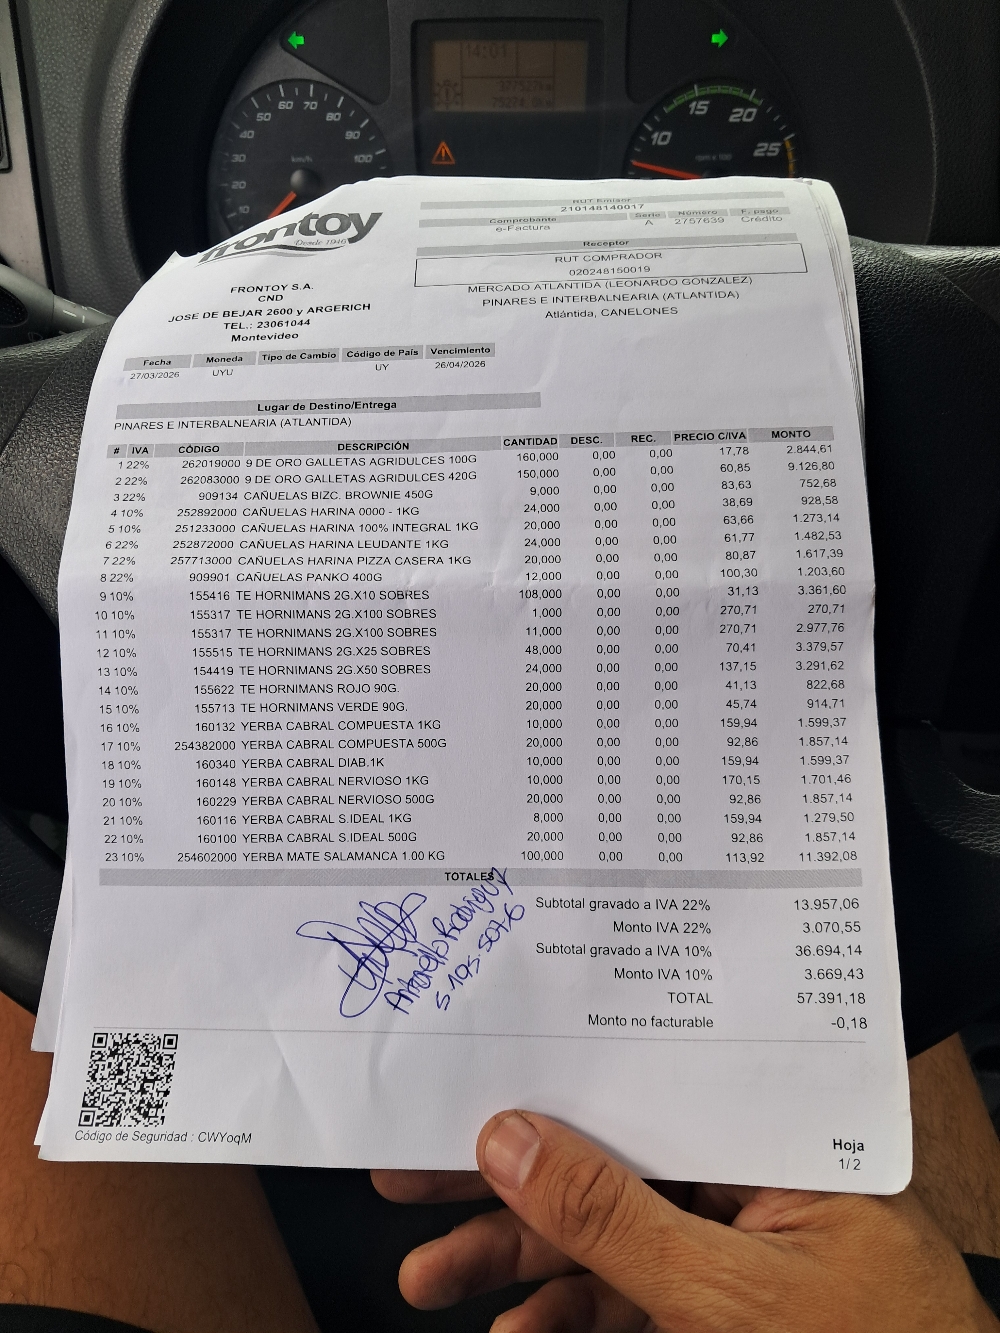 14:01
60 70
50 80
40 90
30 km/h 100
20
10
15 20
10 25
rpm x 100
frontoy
Desde 1946
FRONTOY S.A.
CND
JOSE DE BEJAR 2600 y ARGERICH
TEL.: 23061044
Montevideo
RUT Emisor
210148140017
Comprobante Serie Número F. pago
e-Factura A 2757639 Crédito
Receptor
RUT COMPRADOR
020248150019
MERCADO ATLANTIDA (LEONARDO GONZALEZ)
PINARES E INTERBALNEARIA (ATLANTIDA)
Atlántida, CANELONES
Fecha Moneda Tipo de Cambio Código de País Vencimiento
27/03/2026 UYU UY 26/04/2026
Lugar de Destino/Entrega
PINARES E INTERBALNEARIA (ATLANTIDA)
# IVA CÓDIGO DESCRIPCIÓN CANTIDAD DESC. REC. PRECIO C/IVA MONTO
1 22% 262019000 9 DE ORO GALLETAS AGRIDULCES 100G 160,000 0,00 0,00 17,78 2.844,61
2 22% 262083000 9 DE ORO GALLETAS AGRIDULCES 420G 150,000 0,00 0,00 60,85 9.126,80
3 22% 909134 CAÑUELAS BIZC. BROWNIE 450G 9,000 0,00 0,00 83,63 752,68
4 10% 252892000 CAÑUELAS HARINA 0000 - 1KG 24,000 0,00 0,00 38,69 928,58
5 10% 251233000 CAÑUELAS HARINA 100% INTEGRAL 1KG 20,000 0,00 0,00 63,66 1.273,14
6 22% 252872000 CAÑUELAS HARINA LEUDANTE 1KG 24,000 0,00 0,00 61,77 1.482,53
7 22% 257713000 CAÑUELAS HARINA PIZZA CASERA 1KG 20,000 0,00 0,00 80,87 1.617,39
8 22% 909901 CAÑUELAS PANKO 400G 12,000 0,00 0,00 100,30 1.203,60
9 10% 155416 TE HORNIMANS 2G.X10 SOBRES 108,000 0,00 0,00 31,13 3.361,60
10 10% 155317 TE HORNIMANS 2G.X100 SOBRES 1,000 0,00 0,00 270,71 270,71
11 10% 155317 TE HORNIMANS 2G.X100 SOBRES 11,000 0,00 0,00 270,71 2.977,76
12 10% 155515 TE HORNIMANS 2G.X25 SOBRES 48,000 0,00 0,00 70,41 3.379,57
13 10% 154419 TE HORNIMANS 2G.X50 SOBRES 24,000 0,00 0,00 137,15 3.291,62
14 10% 155622 TE HORNIMANS ROJO 90G. 20,000 0,00 0,00 41,13 822,68
15 10% 155713 TE HORNIMANS VERDE 90G. 20,000 0,00 0,00 45,74 914,71
16 10% 160132 YERBA CABRAL COMPUESTA 1KG 10,000 0,00 0,00 159,94 1.599,37
17 10% 254382000 YERBA CABRAL COMPUESTA 500G 20,000 0,00 0,00 92,86 1.857,14
18 10% 160340 YERBA CABRAL DIAB.1K 10,000 0,00 0,00 159,94 1.599,37
19 10% 160148 YERBA CABRAL NERVIOSO 1KG 10,000 0,00 0,00 170,15 1.701,46
20 10% 160229 YERBA CABRAL NERVIOSO 500G 20,000 0,00 0,00 92,86 1.857,14
21 10% 160116 YERBA CABRAL S.IDEAL 1KG 8,000 0,00 0,00 159,94 1.279,50
22 10% 160100 YERBA CABRAL S.IDEAL 500G 20,000 0,00 0,00 92,86 1.857,14
23 10% 254602000 YERBA MATE SALAMANCA 1.00 KG 100,000 0,00 0,00 113,92 11.392,08
TOTALES
Subtotal gravado a IVA 22% 13.957,06
Monto IVA 22% 3.070,55
Subtotal gravado a IVA 10% 36.694,14
Monto IVA 10% 3.669,43
TOTAL 57.391,18
Monto no facturable -0,18
Rodriguez
Código de Seguridad : CWYoqM
Hoja
1/2